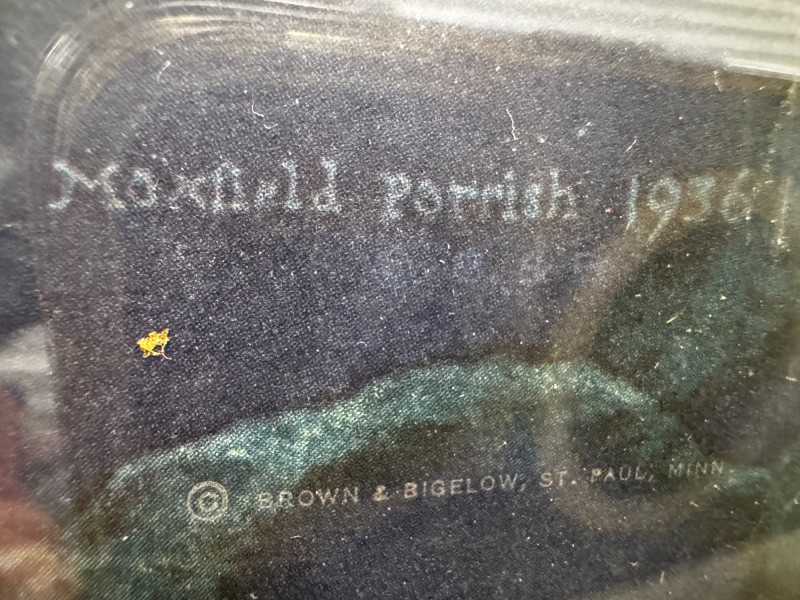 Maxfield Parrish 1936
© BROWN & BIGELOW, ST. PAUL, MINN.